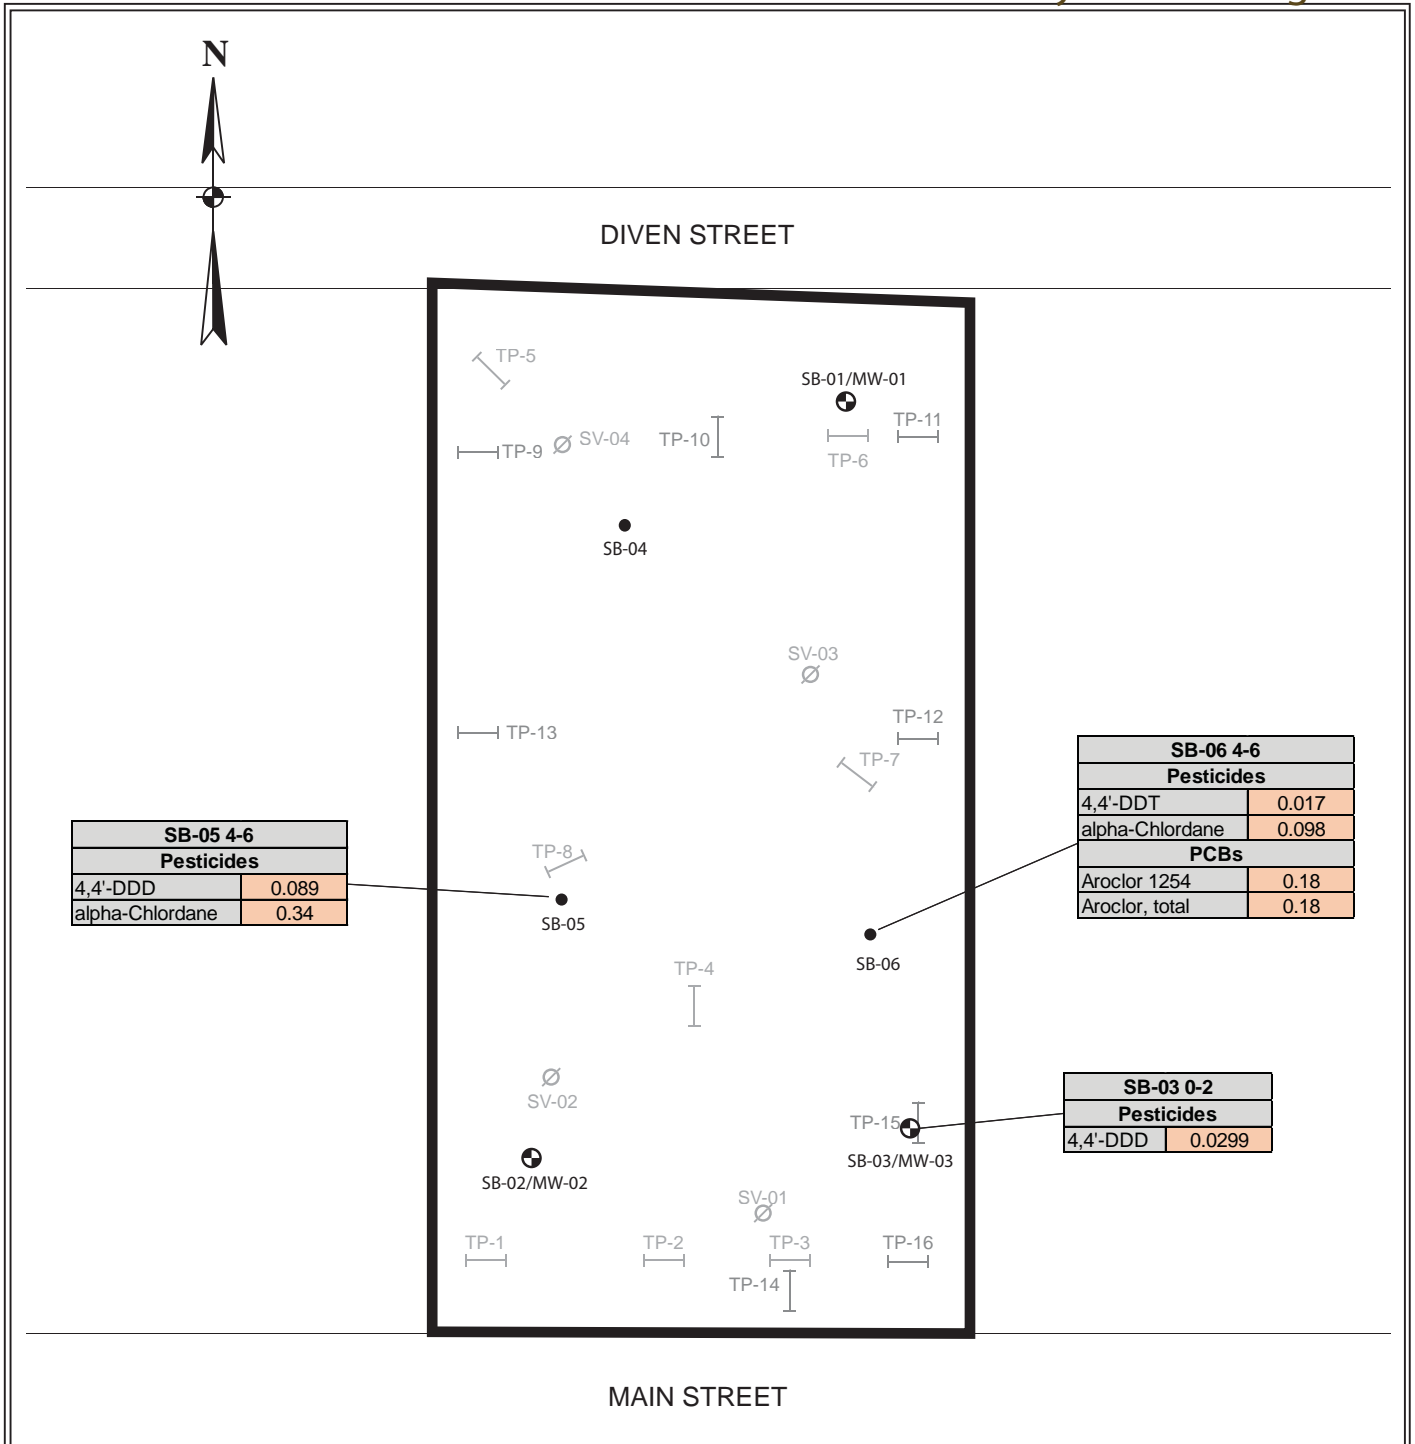 N
DIVEN STREET
TP-5
SB-01/MW-01
TP-11
TP-9
SV-04
TP-10
TP-6
SB-04
SV-03
TP-12
TP-13
TP-7
SB-06 4-6
Pesticides
4,4'-DDT 0.017
alpha-Chlordane 0.098
PCBs
Aroclor 1254 0.18
Aroclor, total 0.18
SB-05 4-6
Pesticides
4,4'-DDD 0.089
alpha-Chlordane 0.34
TP-8
SB-05
SB-06
TP-4
SV-02
TP-15
SB-03/MW-03
SB-03 0-2
Pesticides
4,4'-DDD 0.0299
SB-02/MW-02
SV-01
TP-1
TP-2
TP-3
TP-16
TP-14
MAIN STREET